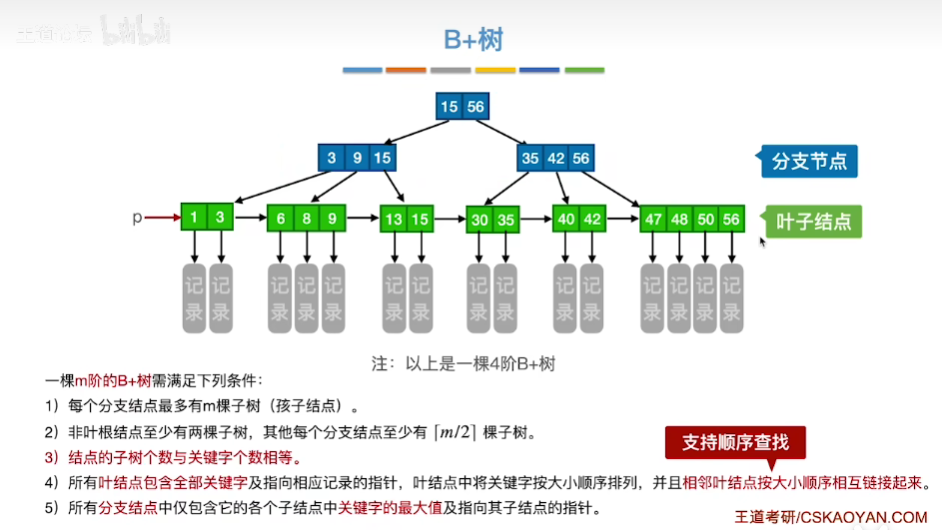 王道论坛 bilibili
B+树
15 56
3 9 15
35 42 56
分支节点
p
1 3
6 8 9
13 15
30 35
40 42
47 48 50 56
叶子结点
记录 记录 记录 记录 记录 记录 记录 记录 记录 记录 记录 记录 记录 记录 记录
注：以上是一棵4阶B+树
一棵m阶的B+树需满足下列条件：
1）每个分支结点最多有m棵子树（孩子结点）。
2）非叶根结点至少有两棵子树，其他每个分支结点至少有 ⌈m/2⌉ 棵子树。
支持顺序查找
3）结点的子树个数与关键字个数相等。
4）所有叶结点包含全部关键字及指向相应记录的指针，叶结点中将关键字按大小顺序排列，并且相邻叶结点按大小顺序相互链接起来。
5）所有分支结点中仅包含它的各个子结点中关键字的最大值及指向其子结点的指针。
王道考研/CSKAOYAN.COM